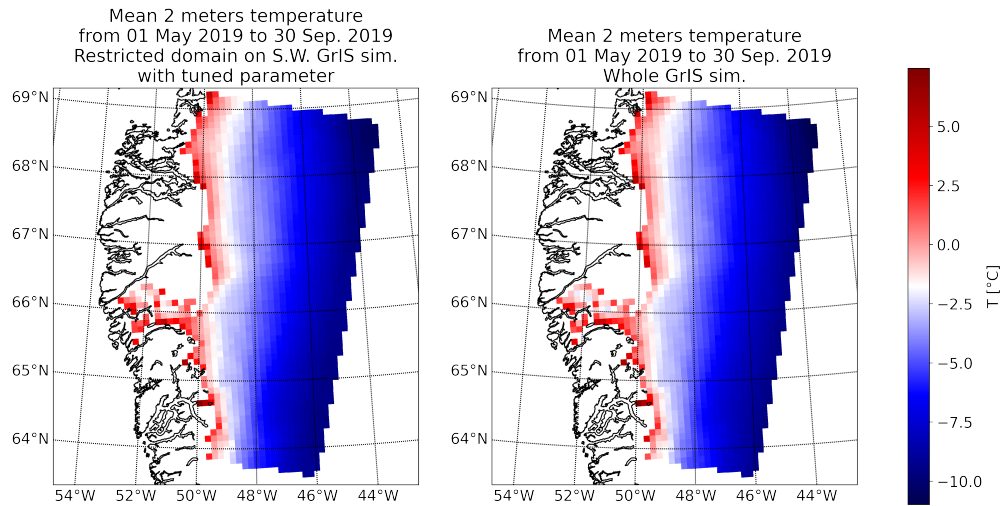 Mean 2 meters temperature
from 01 May 2019 to 30 Sep. 2019
Restricted domain on S.W. GrIS sim.
with tuned parameter
69°N
68°N
67°N
66°N
65°N
64°N
54°W 52°W 50°W 48°W 46°W 44°W
Mean 2 meters temperature
from 01 May 2019 to 30 Sep. 2019
Whole GrIS sim.
69°N
68°N
67°N
66°N
65°N
64°N
54°W 52°W 50°W 48°W 46°W 44°W
5.0
2.5
0.0
−2.5
−5.0
−7.5
−10.0
T [°C]